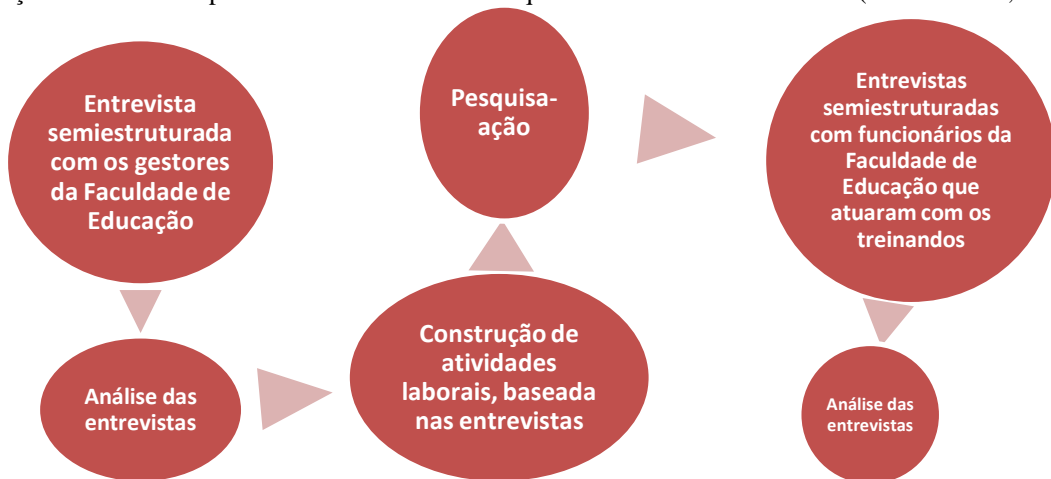 Entrevista
semiestruturada
com os gestores
da Faculdade de
Educação
Análise das
entrevistas
Construção de
atividades
laborais, baseada
nas entrevistas
Pesquisa-
ação
Entrevistas
semiestruturadas
com funcionários da
Faculdade de
Educação que
atuaram com os
treinandos
Análise das
entrevistas